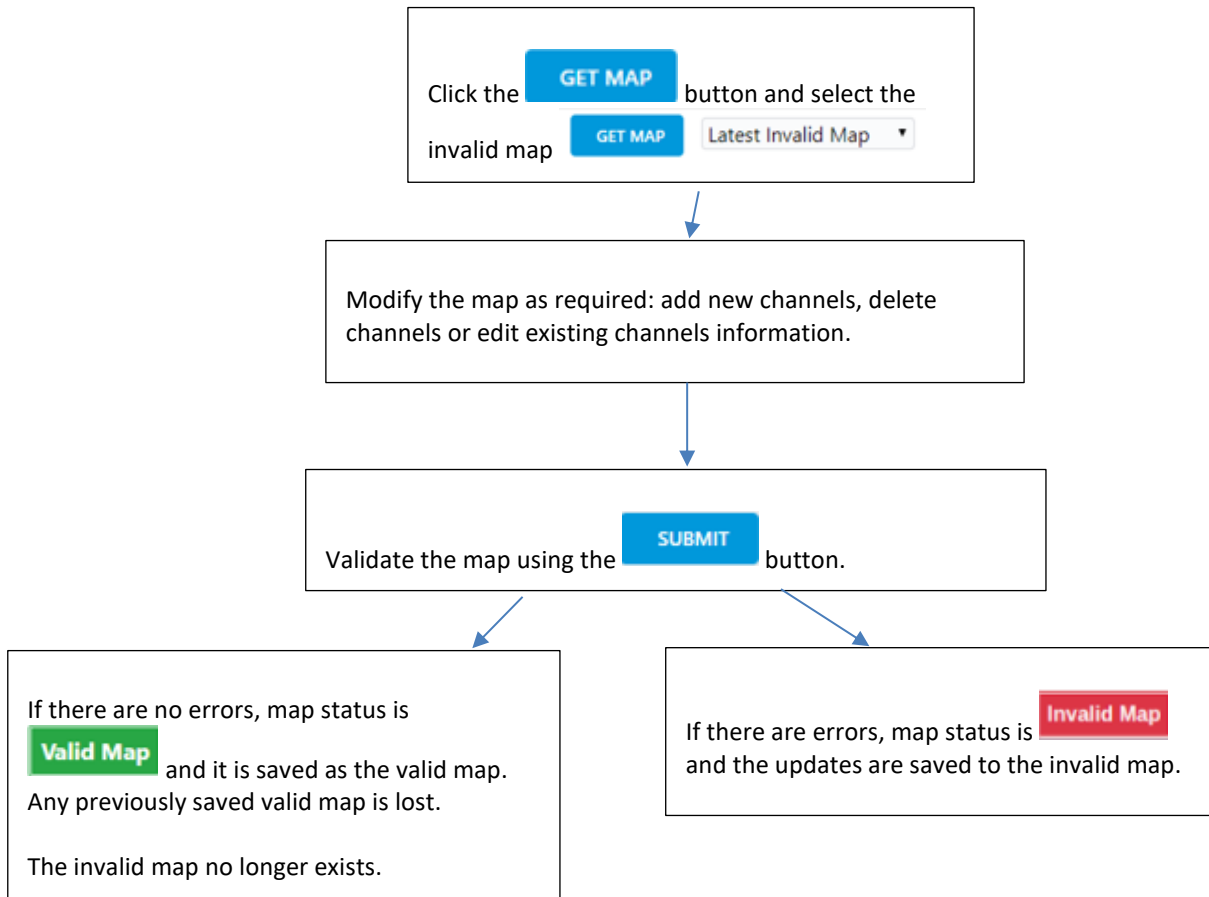 Click the GET MAP button and select the
invalid map GET MAP Latest Invalid Map
Modify the map as required: add new channels, delete
channels or edit existing channels information.
Validate the map using the SUBMIT button.
If there are no errors, map status is
Valid Map and it is saved as the valid map.
Any previously saved valid map is lost.
The invalid map no longer exists.
If there are errors, map status is Invalid Map
and the updates are saved to the invalid map.